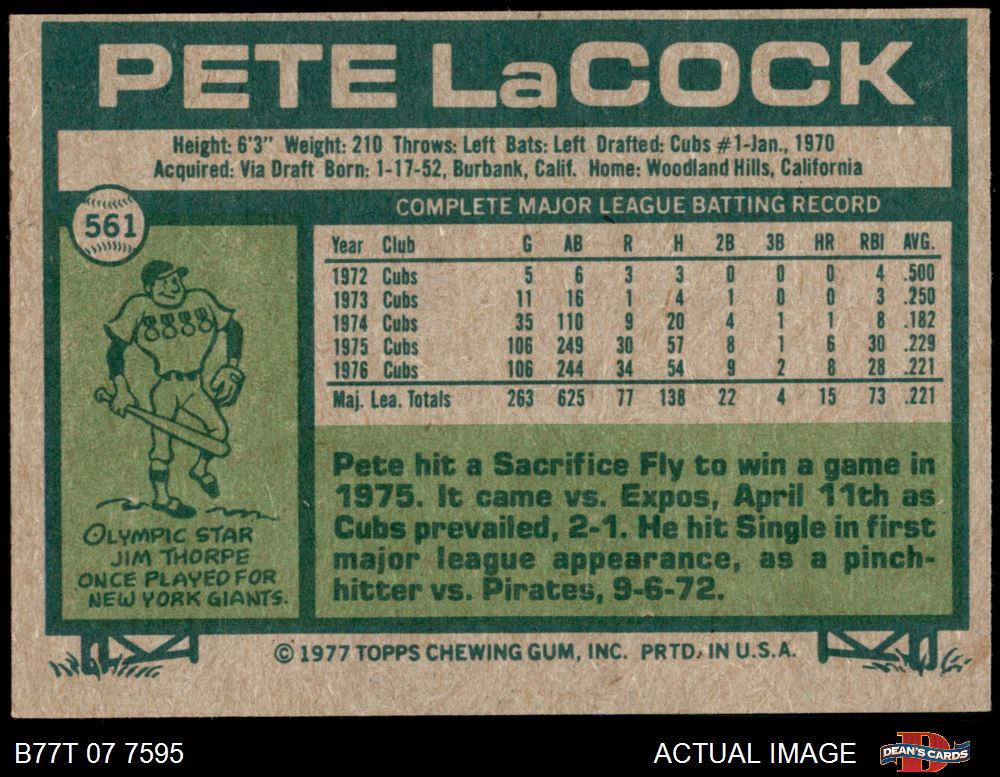 PETE LaCOCK
Height: 6'3" Weight: 210 Throws: Left Bats: Left Drafted: Cubs #1-Jan., 1970
Acquired: Via Draft Born: 1-17-52, Burbank, Calif. Home: Woodland Hills, California
561
COMPLETE MAJOR LEAGUE BATTING RECORD
Year Club G AB R H 2B 3B HR RBI AVG.
1972 Cubs 5 6 3 3 0 0 0 4 .500
1973 Cubs 11 16 1 4 1 0 0 3 .250
1974 Cubs 35 110 9 20 4 1 1 8 .182
1975 Cubs 106 249 30 57 8 1 6 30 .229
1976 Cubs 106 244 34 54 9 2 8 28 .221
Maj. Lea. Totals 263 625 77 138 22 4 15 73 .221
OLYMPIC STAR
JIM THORPE
ONCE PLAYED FOR
NEW YORK GIANTS.
Pete hit a Sacrifice Fly to win a game in
1975. It came vs. Expos, April 11th as
Cubs prevailed, 2-1. He hit Single in first
major league appearance, as a pinch-
hitter vs. Pirates, 9-6-72.
© 1977 TOPPS CHEWING GUM, INC. PRTD. IN U.S.A.
B77T 07 7595
ACTUAL IMAGE
DEAN'S CARDS